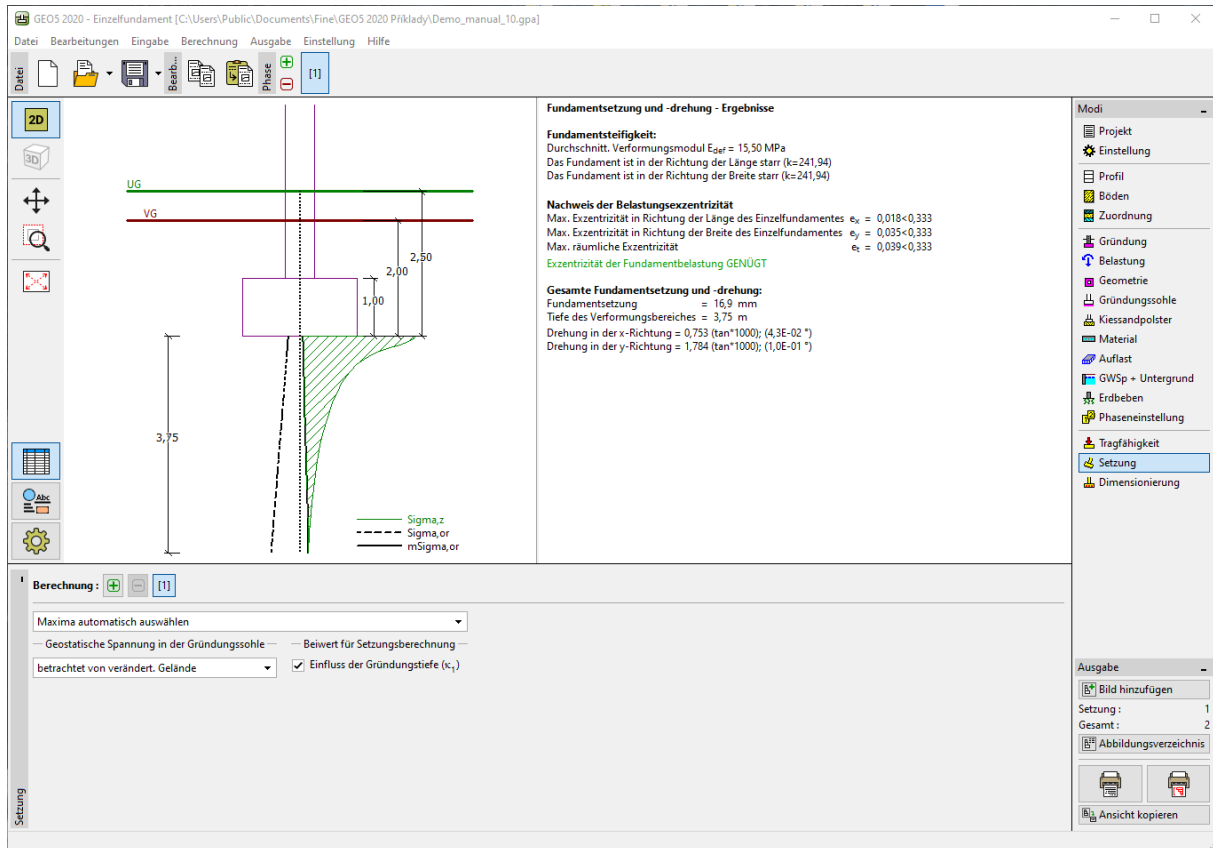 GEO5 2020 - Einzelfundament [C:\Users\Public\Documents\Fine\GEO5 2020 Příklady\Demo_manual_10.gpa]
Datei Bearbeitungen Eingabe Berechnung Ausgabe Einstellung Hilfe
Datei
Bearb...
Phase
[1]
2D
3D
UG
VG
2,50
2,00
1,00
3,75
Sigma,z
Sigma,or
mSigma,or
Fundamentsetzung und -drehung - Ergebnisse
Fundamentsteifigkeit:
Durchschnitt. Verformungsmodul Edef = 15,50 MPa
Das Fundament ist in der Richtung der Länge starr (k=241,94)
Das Fundament ist in der Richtung der Breite starr (k=241,94)
Nachweis der Belastungsexzentrizität
Max. Exzentrizität in Richtung der Länge des Einzelfundamentes ex = 0,018<0,333
Max. Exzentrizität in Richtung der Breite des Einzelfundamentes ey = 0,035<0,333
Max. räumliche Exzentrizität et = 0,039<0,333
Exzentrizität der Fundamentbelastung GENÜGT
Gesamte Fundamentsetzung und -drehung:
Fundamentsetzung = 16,9 mm
Tiefe des Verformungsbereiches = 3,75 m
Drehung in der x-Richtung = 0,753 (tan*1000); (4,3E-02 °)
Drehung in der y-Richtung = 1,784 (tan*1000); (1,0E-01 °)
Modi
Projekt
Einstellung
Profil
Böden
Zuordnung
Gründung
Belastung
Geometrie
Gründungssohle
Kiessandpolster
Material
Auflast
GWSp + Untergrund
Erdbeben
Phaseneinstellung
Tragfähigkeit
Setzung
Dimensionierung
Abc
Berechnung : [1]
Maxima automatisch auswählen
Geostatische Spannung in der Gründungssohle
Beiwert für Setzungsberechnung
betrachtet von verändert. Gelände
Einfluss der Gründungstiefe (κ1)
Setzung
Ausgabe
Bild hinzufügen
Setzung : 1
Gesamt : 2
Abbildungsverzeichnis
Ansicht kopieren